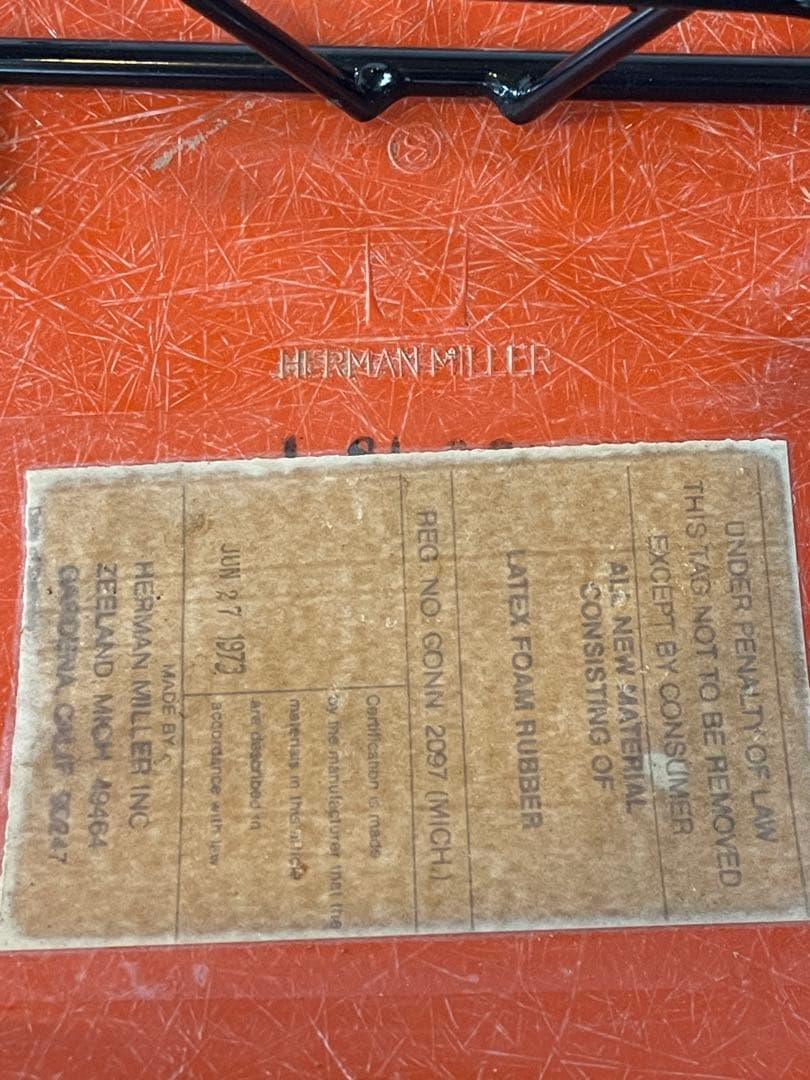 S
HERMAN MILLER
UNDER PENALTY OF LAW
THIS TAG NOT TO BE REMOVED
EXCEPT BY CONSUMER
ALL NEW MATERIAL
CONSISTING OF
LATEX FOAM RUBBER
REG NO CONN 2097 (MICH.)
Certification is made
by the manufacturer that the
materials in this article
are described in
accordance with law
JUN 27 1973
MADE BY
HERMAN MILLER INC
ZEELAND MICH 49464
GARDENA CALIF 90247